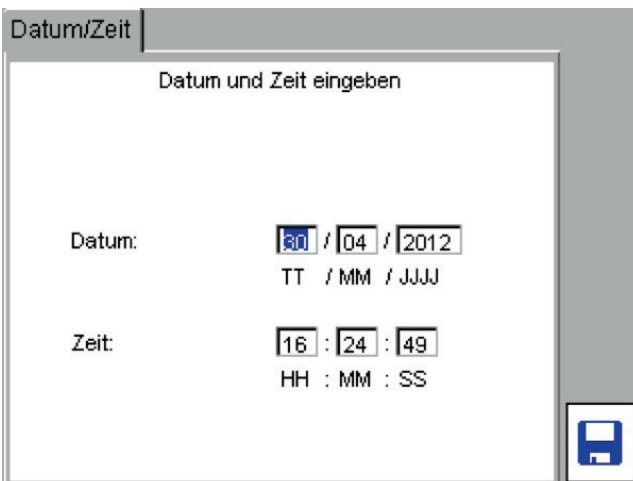 Datum/Zeit
Datum und Zeit eingeben
Datum: 30 / 04 / 2012
TT / MM / JJJJ
Zeit: 16 : 24 : 49
HH : MM : SS